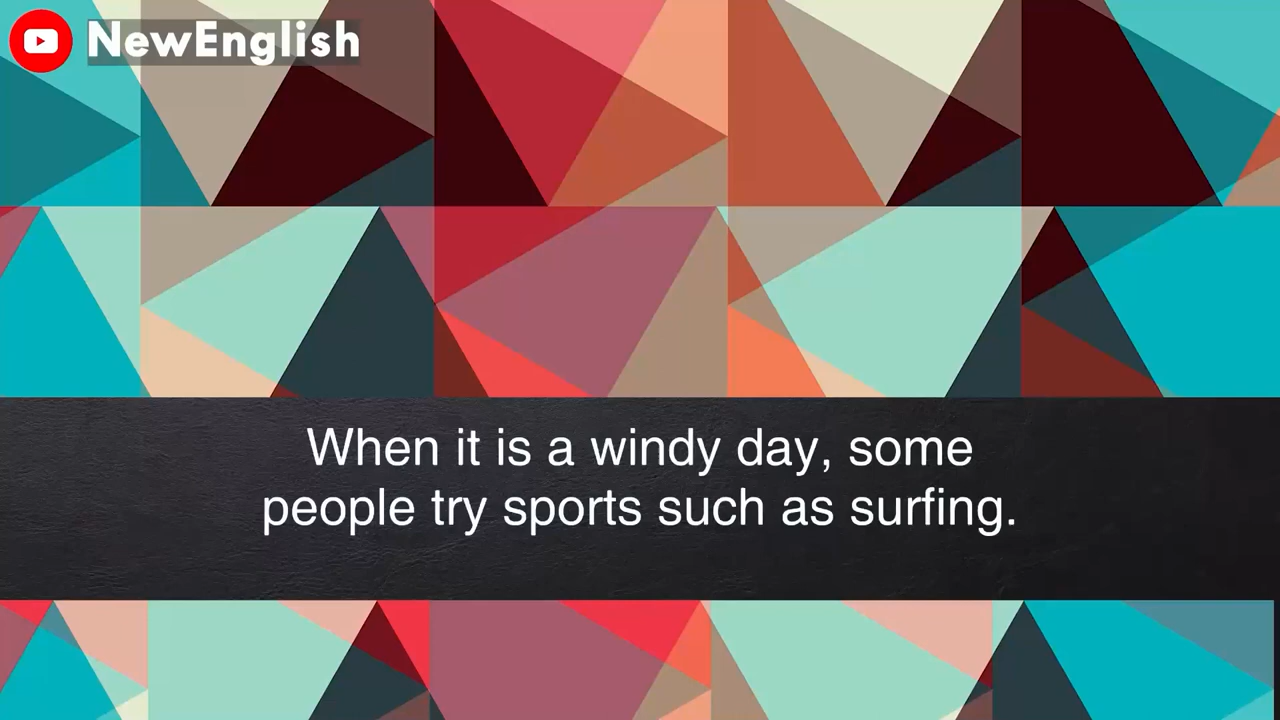 NewEnglish
When it is a windy day, some
people try sports such as surfing.